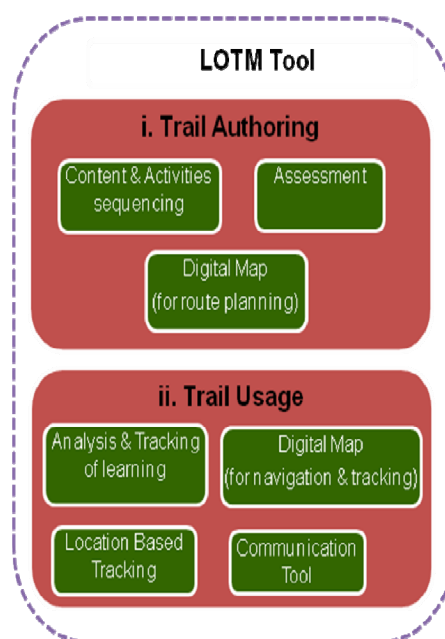 LOTM Tool
i. Trail Authoring
Content & Activities
sequencing
Assessment
Digital Map
(for route planning)
ii. Trail Usage
Analysis & Tracking
of learning
Digital Map
(for navigation & tracking)
Location Based
Tracking
Communication
Tool